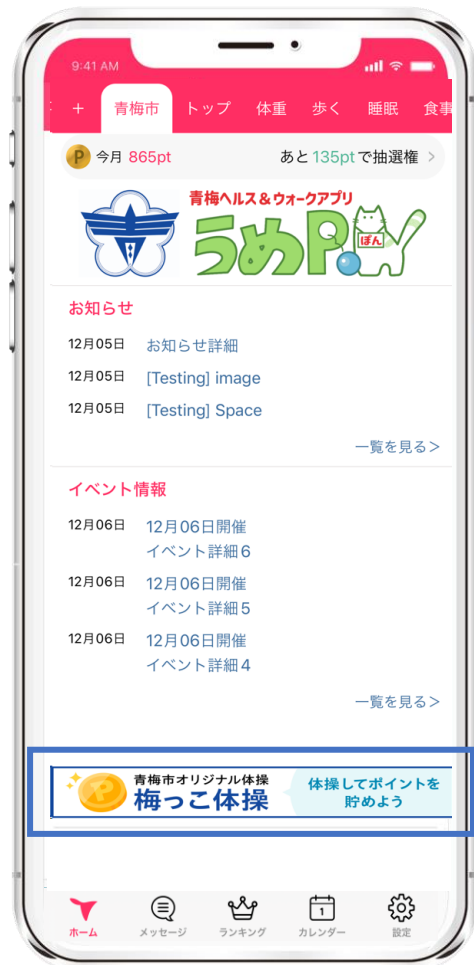 9:41 AM
+ 青梅市 トップ 体重 歩く 睡眠 食事
P 今月 865pt あと135ptで抽選権 >
青梅ヘルス&ウォークアプリ
うめPAY
ぽん
お知らせ
12月05日 お知らせ詳細
12月05日 [Testing] image
12月05日 [Testing] Space
一覧を見る>
イベント情報
12月06日 12月06日開催
イベント詳細6
12月06日 12月06日開催
イベント詳細5
12月06日 12月06日開催
イベント詳細4
一覧を見る>
P 青梅市オリジナル体操
梅っこ体操
体操してポイントを
貯めよう
1
ホーム メッセージ ランキング カレンダー 設定